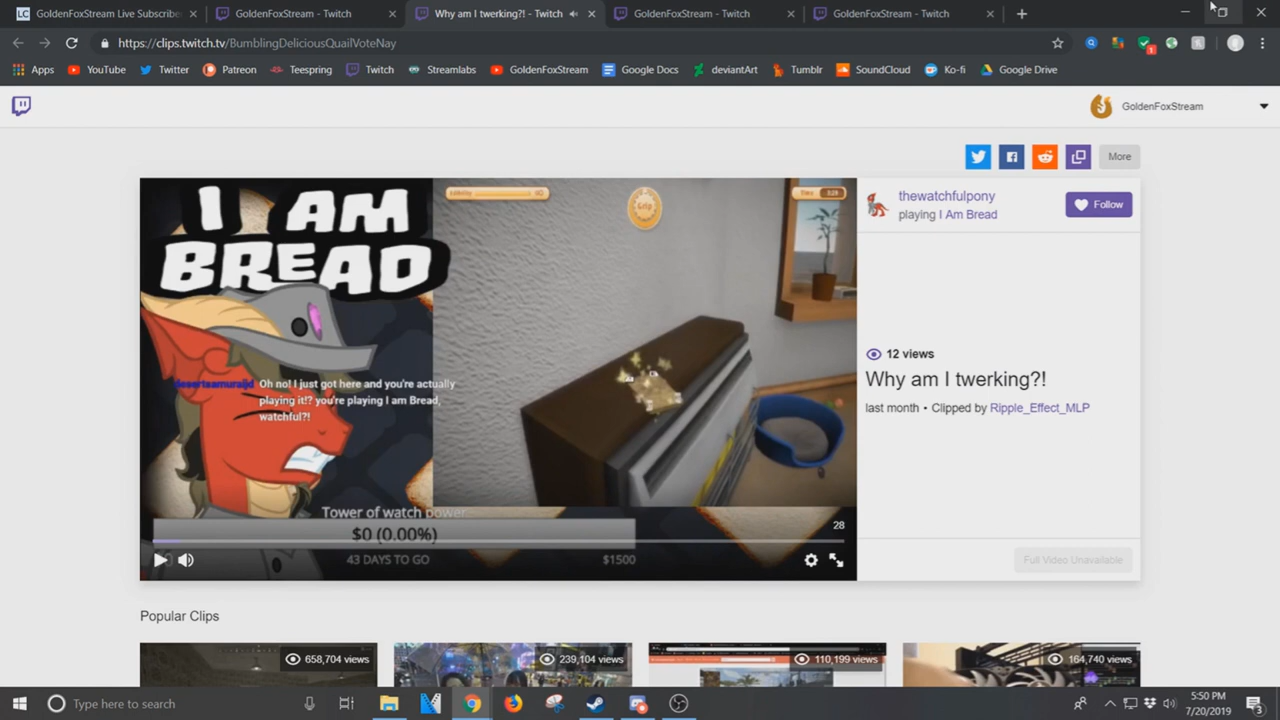 GoldenFoxStream Live Subscriber
GoldenFoxStream - Twitch
Why am I twerking?! - Twitch
GoldenFoxStream - Twitch
GoldenFoxStream - Twitch
https://clips.twitch.tv/BumblingDeliciousQuailVoteNay
Apps
YouTube
Twitter
Patreon
Teespring
Twitch
Streamlabs
GoldenFoxStream
Google Docs
deviantArt
Tumblr
SoundCloud
Ko-fi
Google Drive
GoldenFoxStream
More
I AM
BREAD
Grip
thewatchfulpony
playing I Am Bread
Follow
desertsamuraijd Oh no! I just got here and you're actually
playing it!? you're playing I am Bread,
watchful?!
12 views
Why am I twerking?!
last month • Clipped by Ripple_Effect_MLP
Tower of watch power
$0 (0.00%)
28
43 DAYS TO GO
$1500
Full Video Unavailable
Popular Clips
658,704 views
239,104 views
110,199 views
164,740 views
Type here to search
5:50 PM
7/20/2019